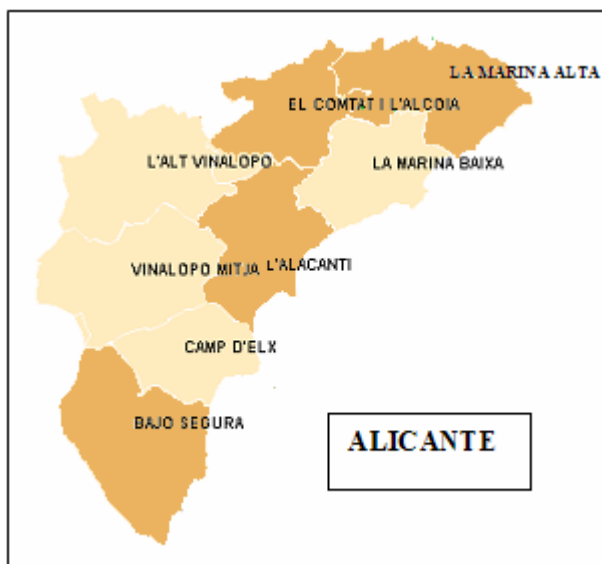 LA MARINA ALTA
EL COMTAT I L'ALCOIA
L'ALT VINALOPO
LA MARINA BAIXA
VINALOPO MITJA
L'ALACANTI
CAMP D'ELX
BAJO SEGURA
ALICANTE